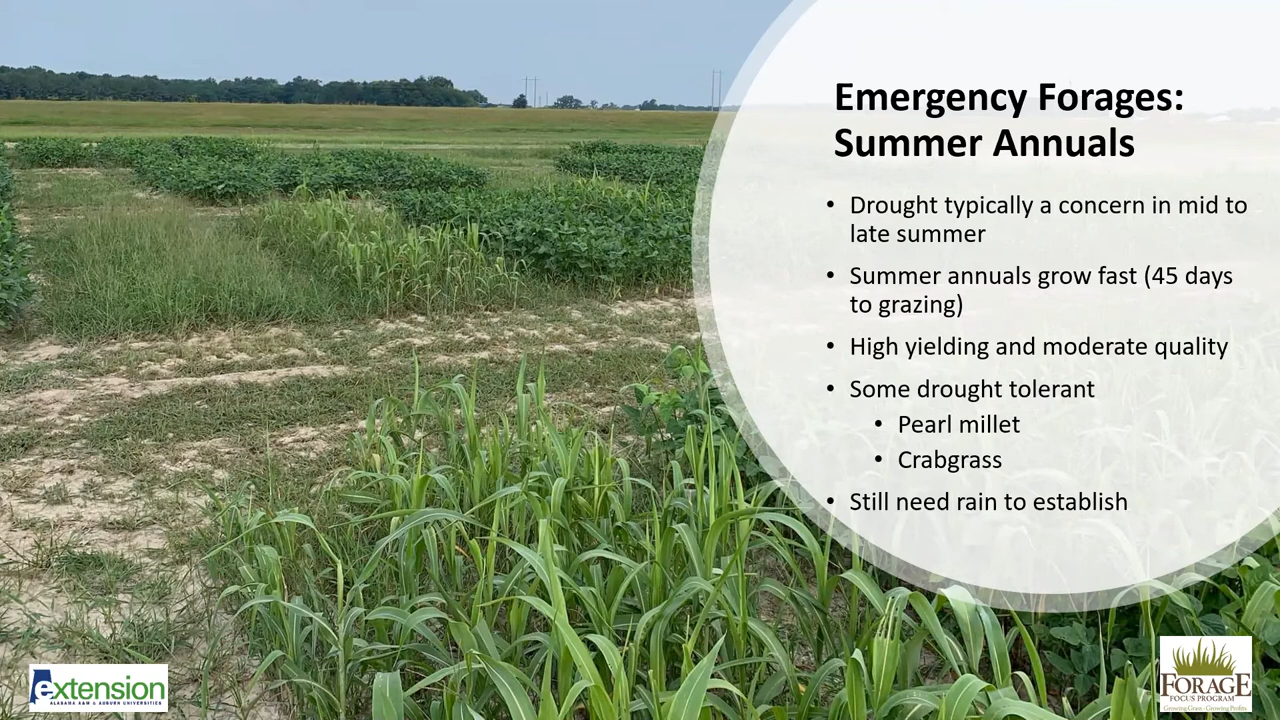 Emergency Forages:
Summer Annuals
• Drought typically a concern in mid to
late summer
• Summer annuals grow fast (45 days
to grazing)
• High yielding and moderate quality
• Some drought tolerant
• Pearl millet
• Crabgrass
• Still need rain to establish
extension
ALABAMA A&M & AUBURN UNIVERSITIES
FORAGE
FOCUS PROGRAM
Growing Grass - Growing Profits